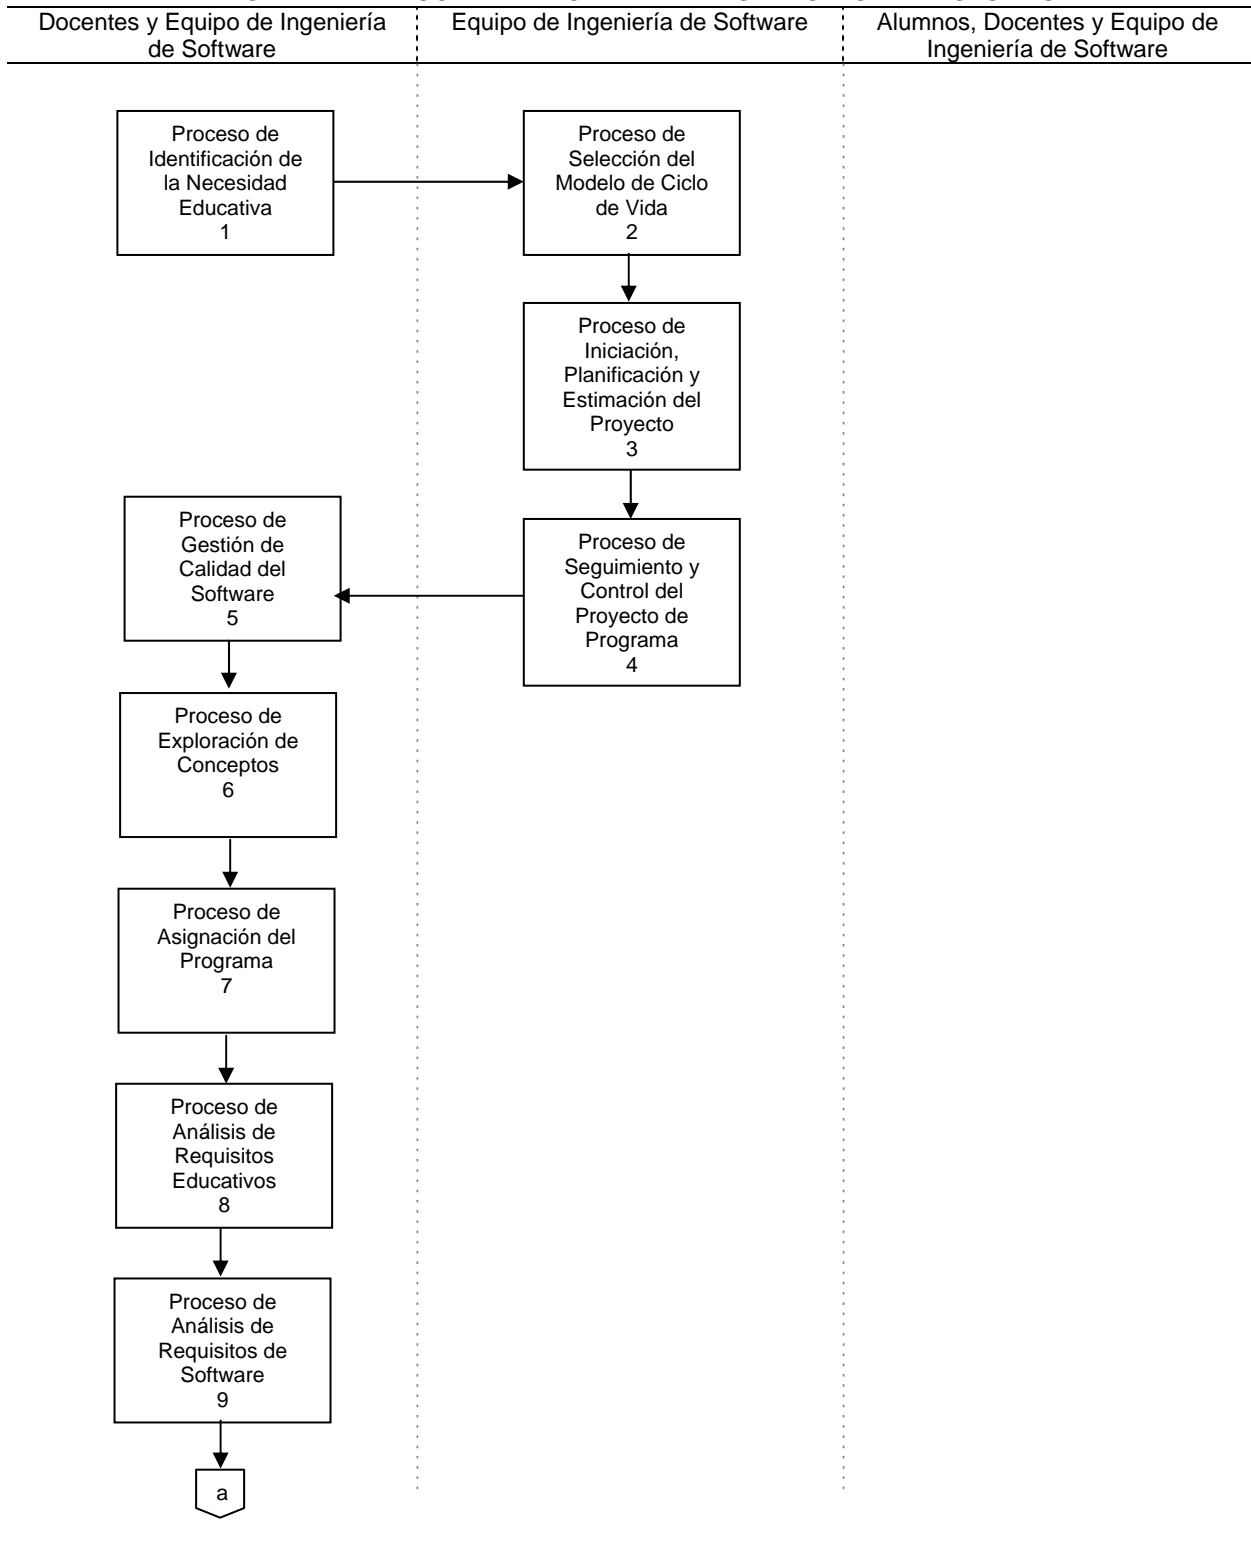 Docentes y Equipo de Ingeniería
de Software
Equipo de Ingeniería de Software
Alumnos, Docentes y Equipo de
Ingeniería de Software
Proceso de
Identificación de
la Necesidad
Educativa
1
Proceso de
Selección del
Modelo de Ciclo
de Vida
2
Proceso de
Iniciación,
Planificación y
Estimación del
Proyecto
3
Proceso de
Seguimiento y
Control del
Proyecto de
Programa
4
Proceso de
Gestión de
Calidad del
Software
5
Proceso de
Exploración de
Conceptos
6
Proceso de
Asignación del
Programa
7
Proceso de
Análisis de
Requisitos
Educativos
8
Proceso de
Análisis de
Requisitos de
Software
9
a